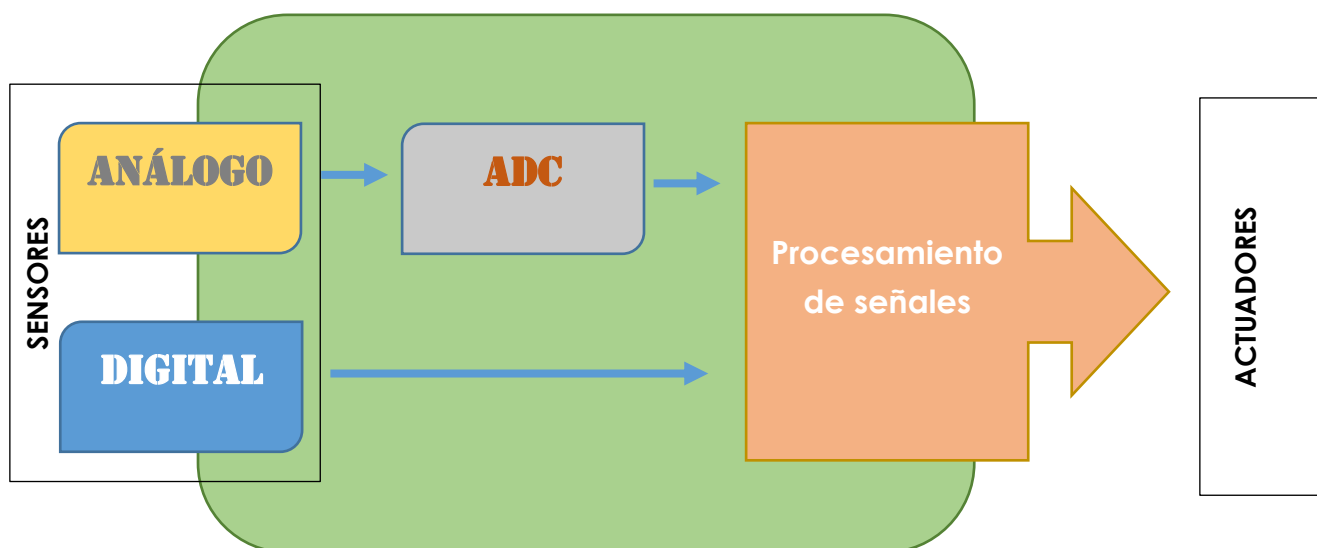 SENSORES
ANÁLOGO
ADC
DIGITAL
Procesamiento
de señales
ACTUADORES